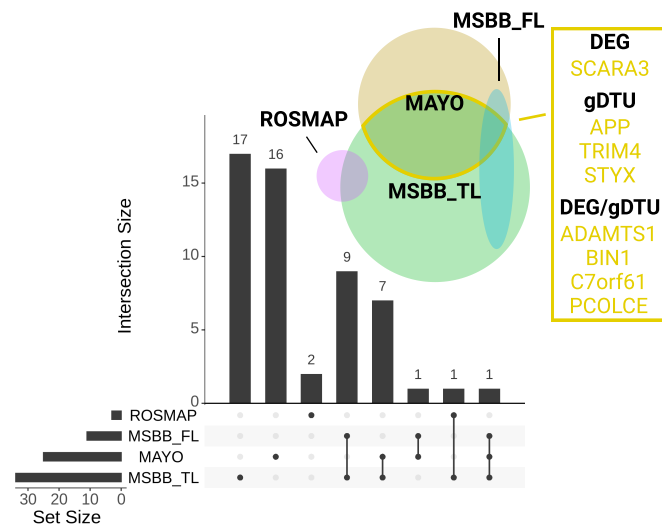 MSBB_FL
DEG
SCARA3
gDTU
APP
TRIM4
STYX
DEG/gDTU
ADAMTS1
BIN1
C7orf61
PCOLCE
MAYO
ROSMAP
MSBB_TL
Intersection Size
15
10
5
0
17
16
2
9
7
1
1
1
ROSMAP
MSBB_FL
MAYO
MSBB_TL
30 20 10 0
Set Size